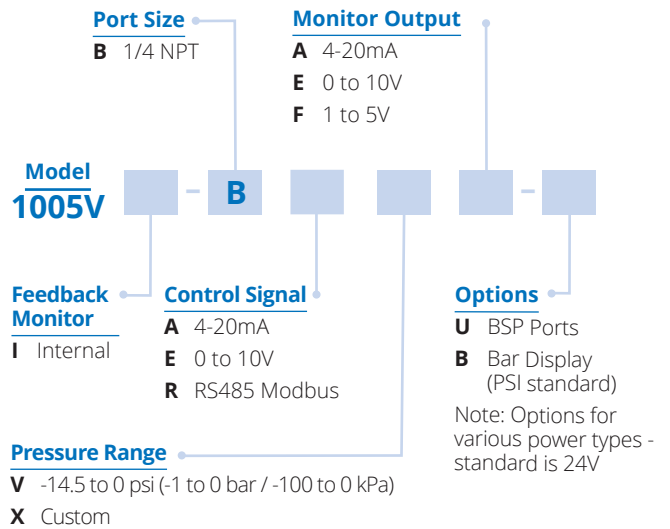 Port Size
B 1/4 NPT
Monitor Output
A 4-20mA
E 0 to 10V
F 1 to 5V
Model
1005V - B -
Feedback
Monitor
I Internal
Control Signal
A 4-20mA
E 0 to 10V
R RS485 Modbus
Options
U BSP Ports
B Bar Display
(PSI standard)
Note: Options for
various power types -
standard is 24V
Pressure Range
V -14.5 to 0 psi (-1 to 0 bar / -100 to 0 kPa)
X Custom